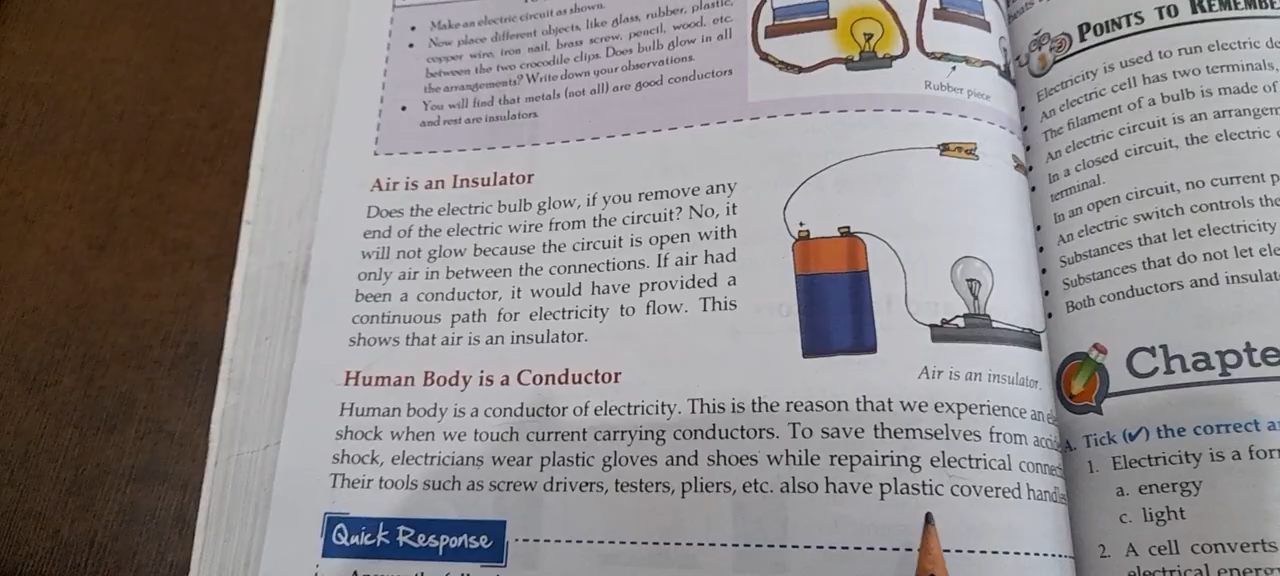 Make an electric circuit as shown.
Now place different objects, like glass, rubber, plastic,
copper wire, iron nail, brass screw, pencil, wood, etc.
between the two crocodile clips. Does bulb glow in all
the arrangements? Write down your observations.
You will find that metals (not all) are good conductors
and rest are insulators.
Rubber piece
Air is an Insulator
Does the electric bulb glow, if you remove any
end of the electric wire from the circuit? No, it
will not glow because the circuit is open with
only air in between the connections. If air had
been a conductor, it would have provided a
continuous path for electricity to flow. This
shows that air is an insulator.
+
Air is an insulator.
Human Body is a Conductor
Human body is a conductor of electricity. This is the reason that we experience an
shock when we touch current carrying conductors. To save themselves from
shock, electricians wear plastic gloves and shoes while repairing electrical
Their tools such as screw drivers, testers, pliers, etc. also have plastic covered
Quick Response
POINTS TO
Electricity is used to run electric
An electric cell has two terminals,
The filament of a bulb is made of
An electric circuit is an
In a closed circuit, the electric
terminal.
In an open circuit, no current
An electric switch controls the
Substances that let electricity
Substances that do not let
Both conductors and
A. Tick (✓) the correct
1. Electricity is a
a. energy
c. light
2. A cell converts
electrical